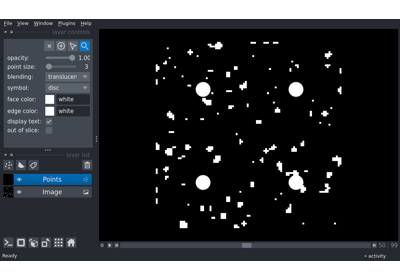 File View Window Plugins Help
layer controls
opacity: 1.00
point size: 3
blending: translucen
symbol: disc
face color: white
edge color: white
display text:
out of slice:
layer list
Points
Image
0 50 99
Ready activity